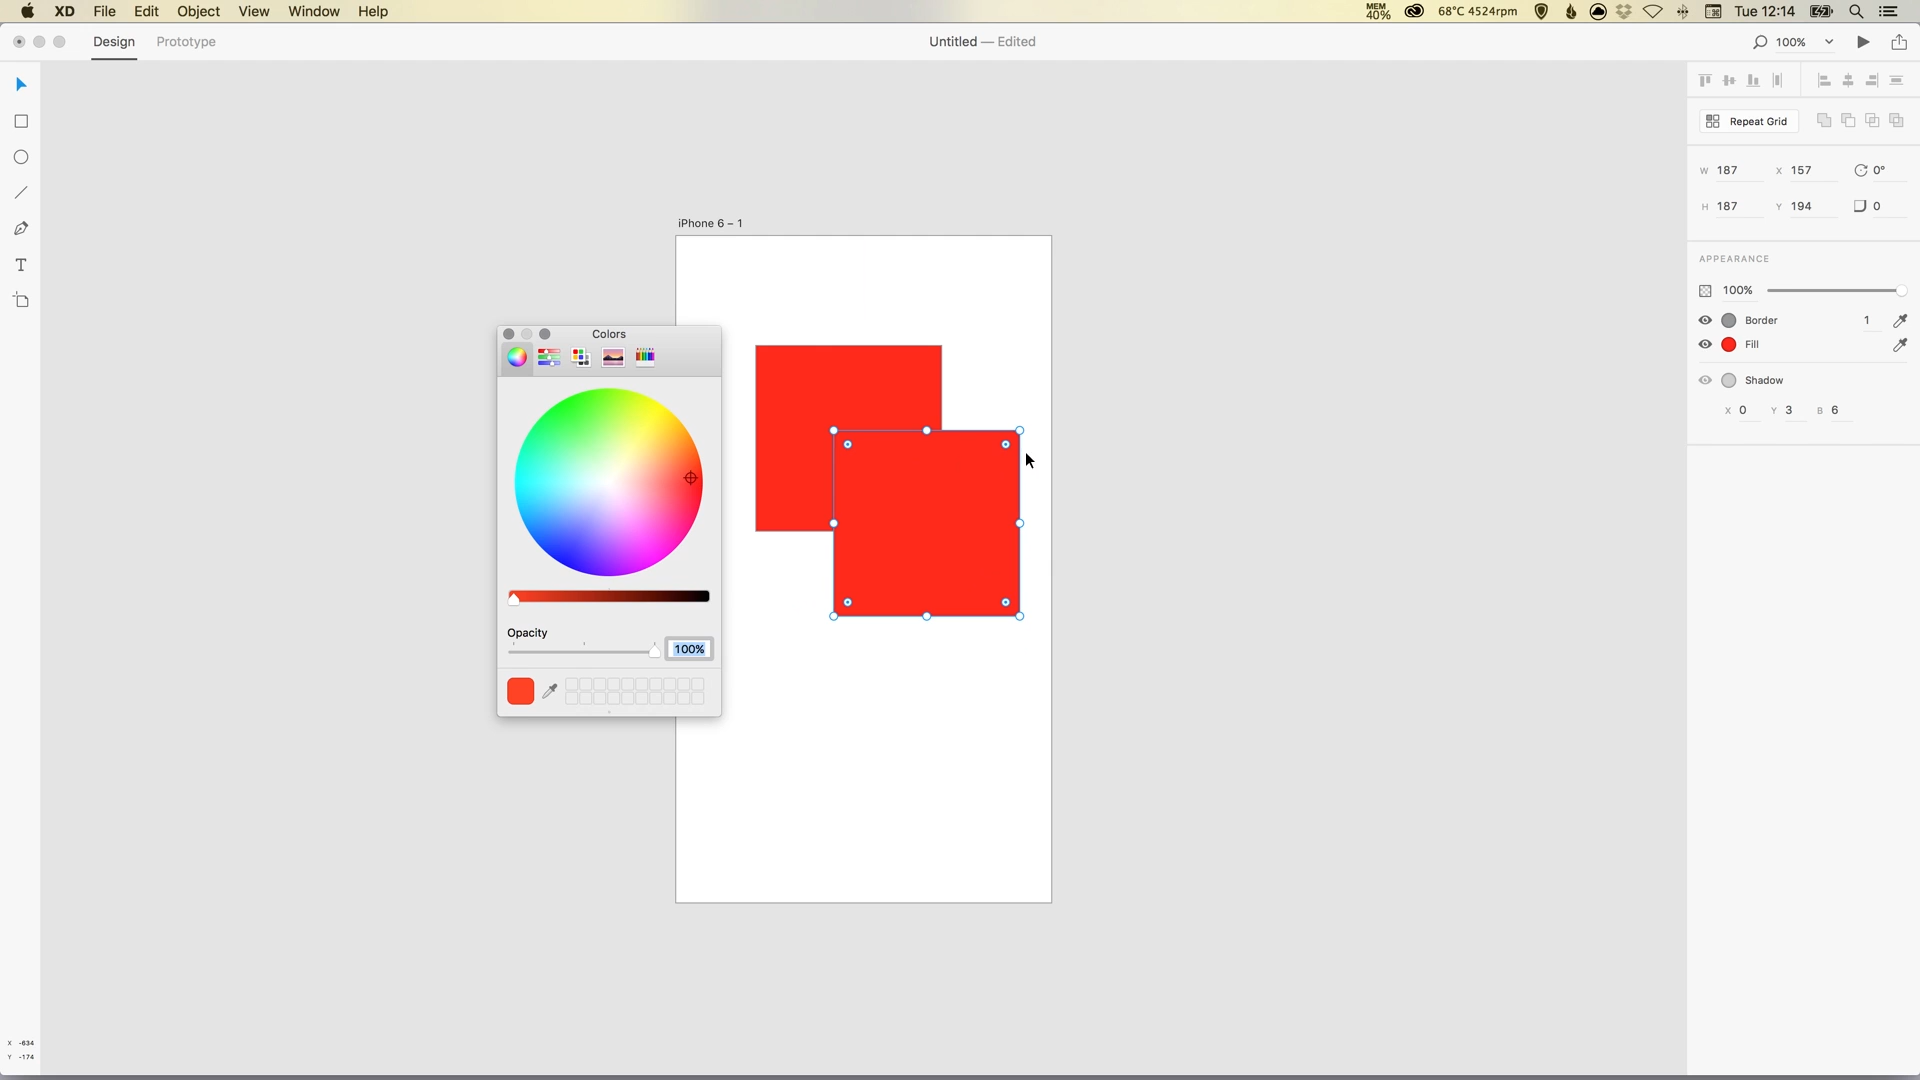 XD File Edit Object View Window Help
MEM 40% 68°C 4524rpm Tue 12:14
Design Prototype
Untitled — Edited
100%
Repeat Grid
W 187 X 157 0°
H 187 Y 194 0
APPEARANCE
100%
Border 1
Fill
Shadow
X 0 Y 3 B 6
iPhone 6 – 1
Colors
Opacity
100%
X -634
Y -174